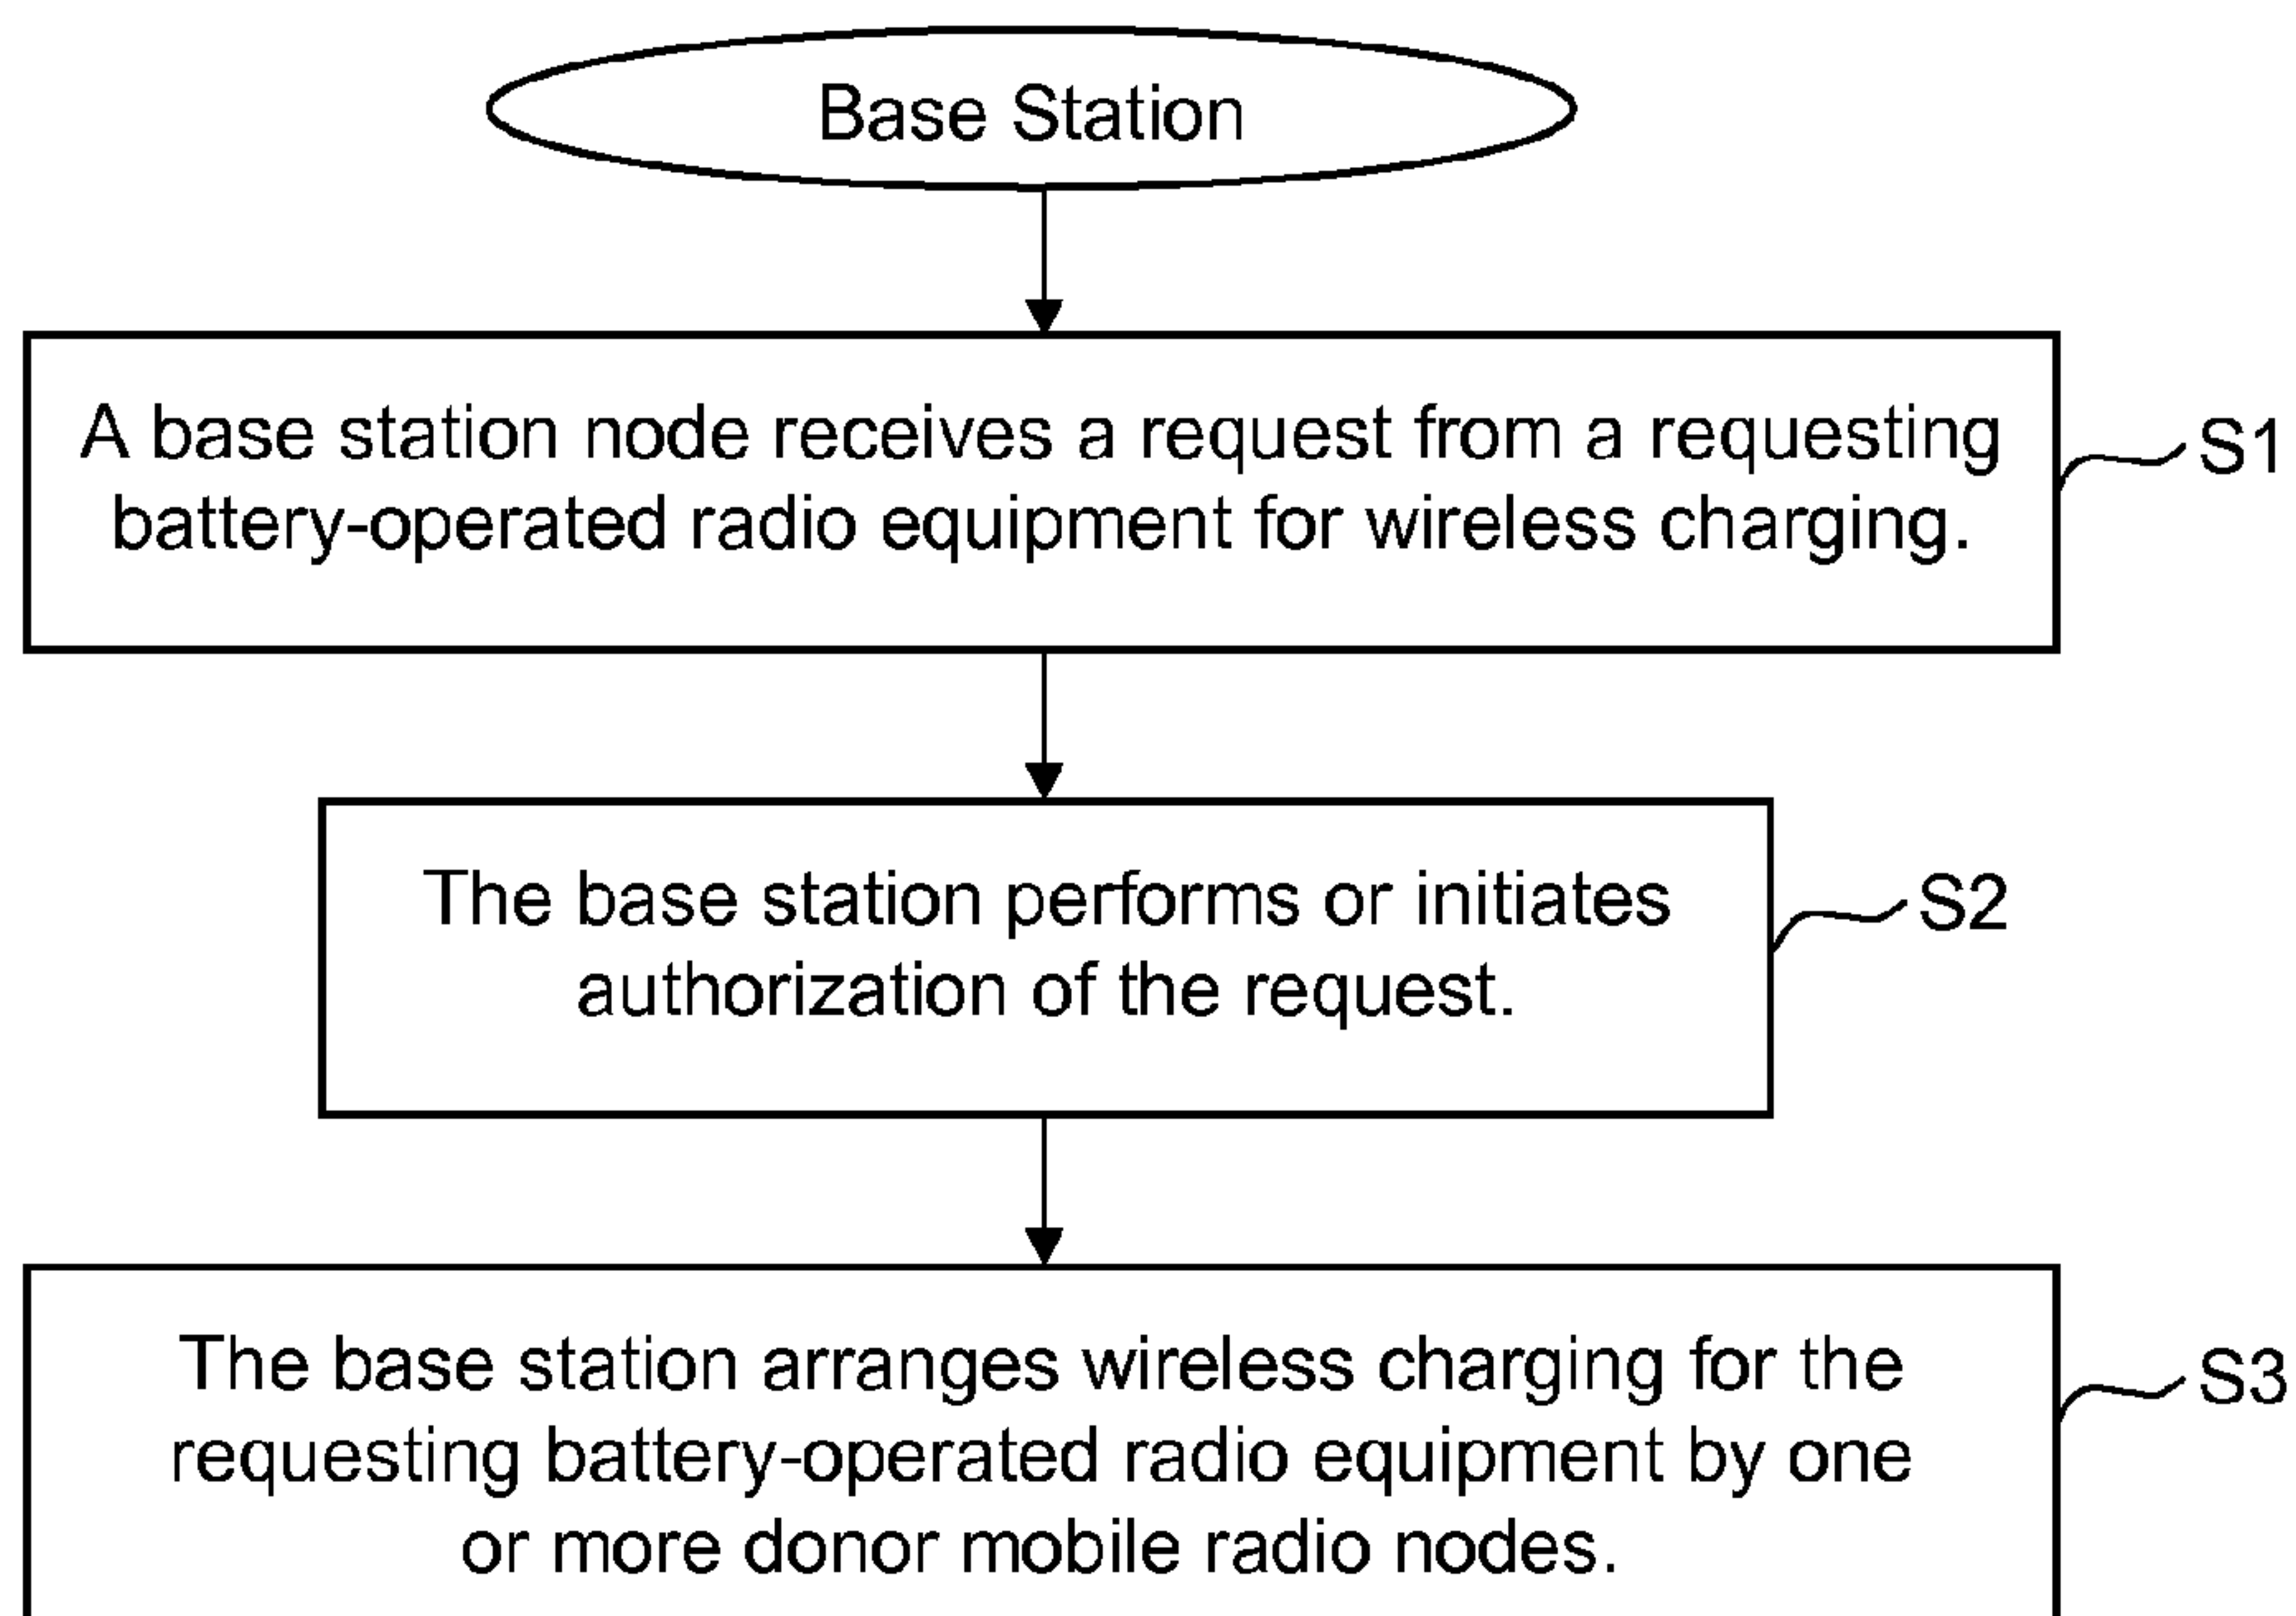 Base Station
A base station node receives a request from a requesting
battery-operated radio equipment for wireless charging.
S1
The base station performs or initiates
authorization of the request.
S2
The base station arranges wireless charging for the
requesting battery-operated radio equipment by one
or more donor mobile radio nodes.
S3